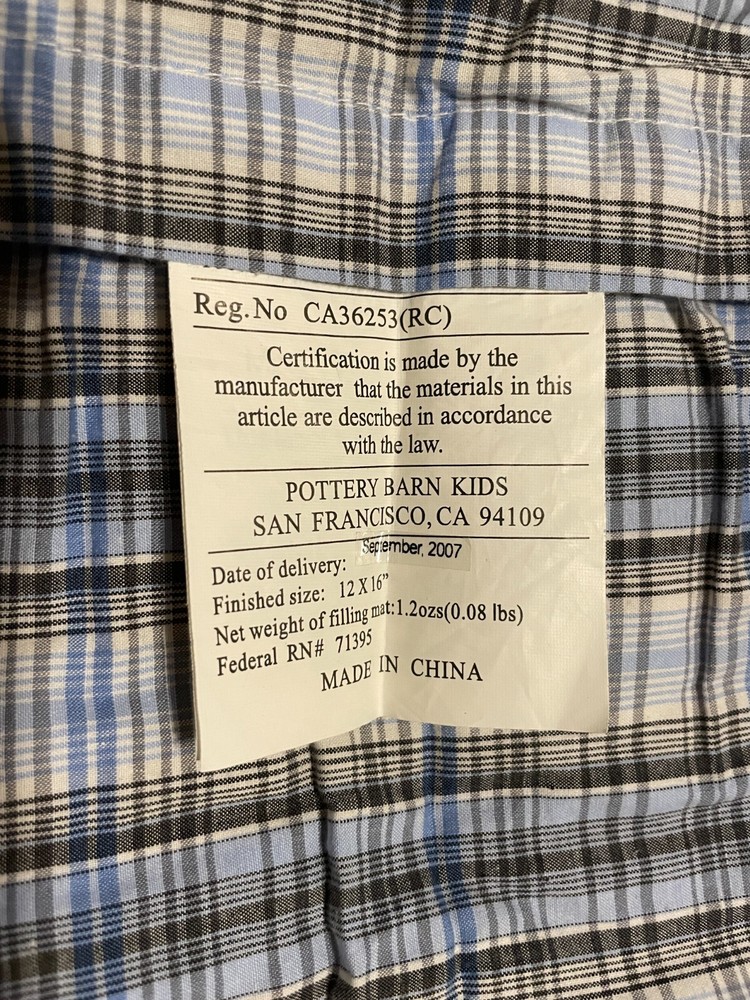 Reg.No CA36253(RC)
Certification is made by the
manufacturer that the materials in this
article are described in accordance
with the law.
POTTERY BARN KIDS
SAN FRANCISCO, CA 94109
Date of delivery: September, 2007
Finished size: 12 X 16”
Net weight of filling mat:1.2ozs(0.08 lbs)
Federal RN# 71395
MADE IN CHINA